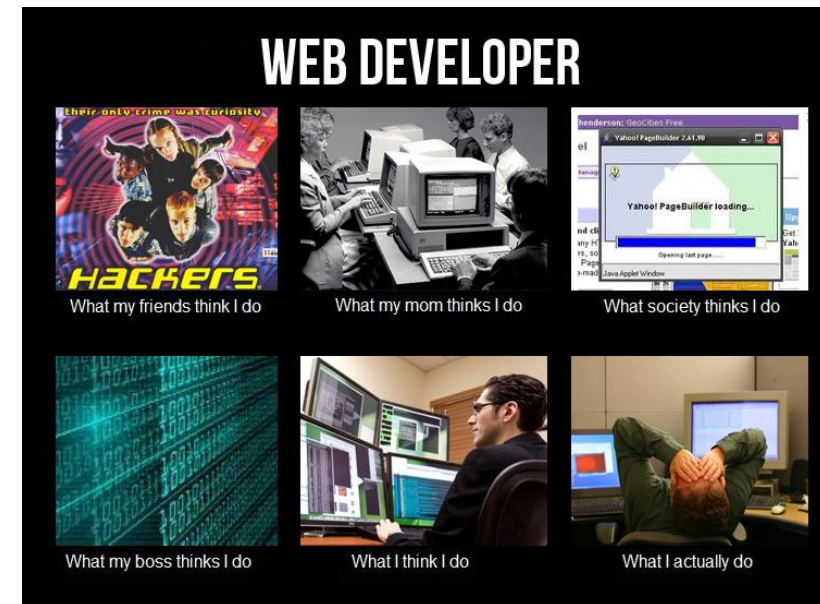 WEB DEVELOPER
their only crime was curiosity
HACKERS
What my friends think I do
What my mom thinks I do
henderson: GeoCities Free
Yahoo! PageBuilder 2.61.90
Yahoo! PageBuilder loading...
Opening last page.....
Java Applet Window
What society thinks I do
What my boss thinks I do
What I think I do
What I actually do